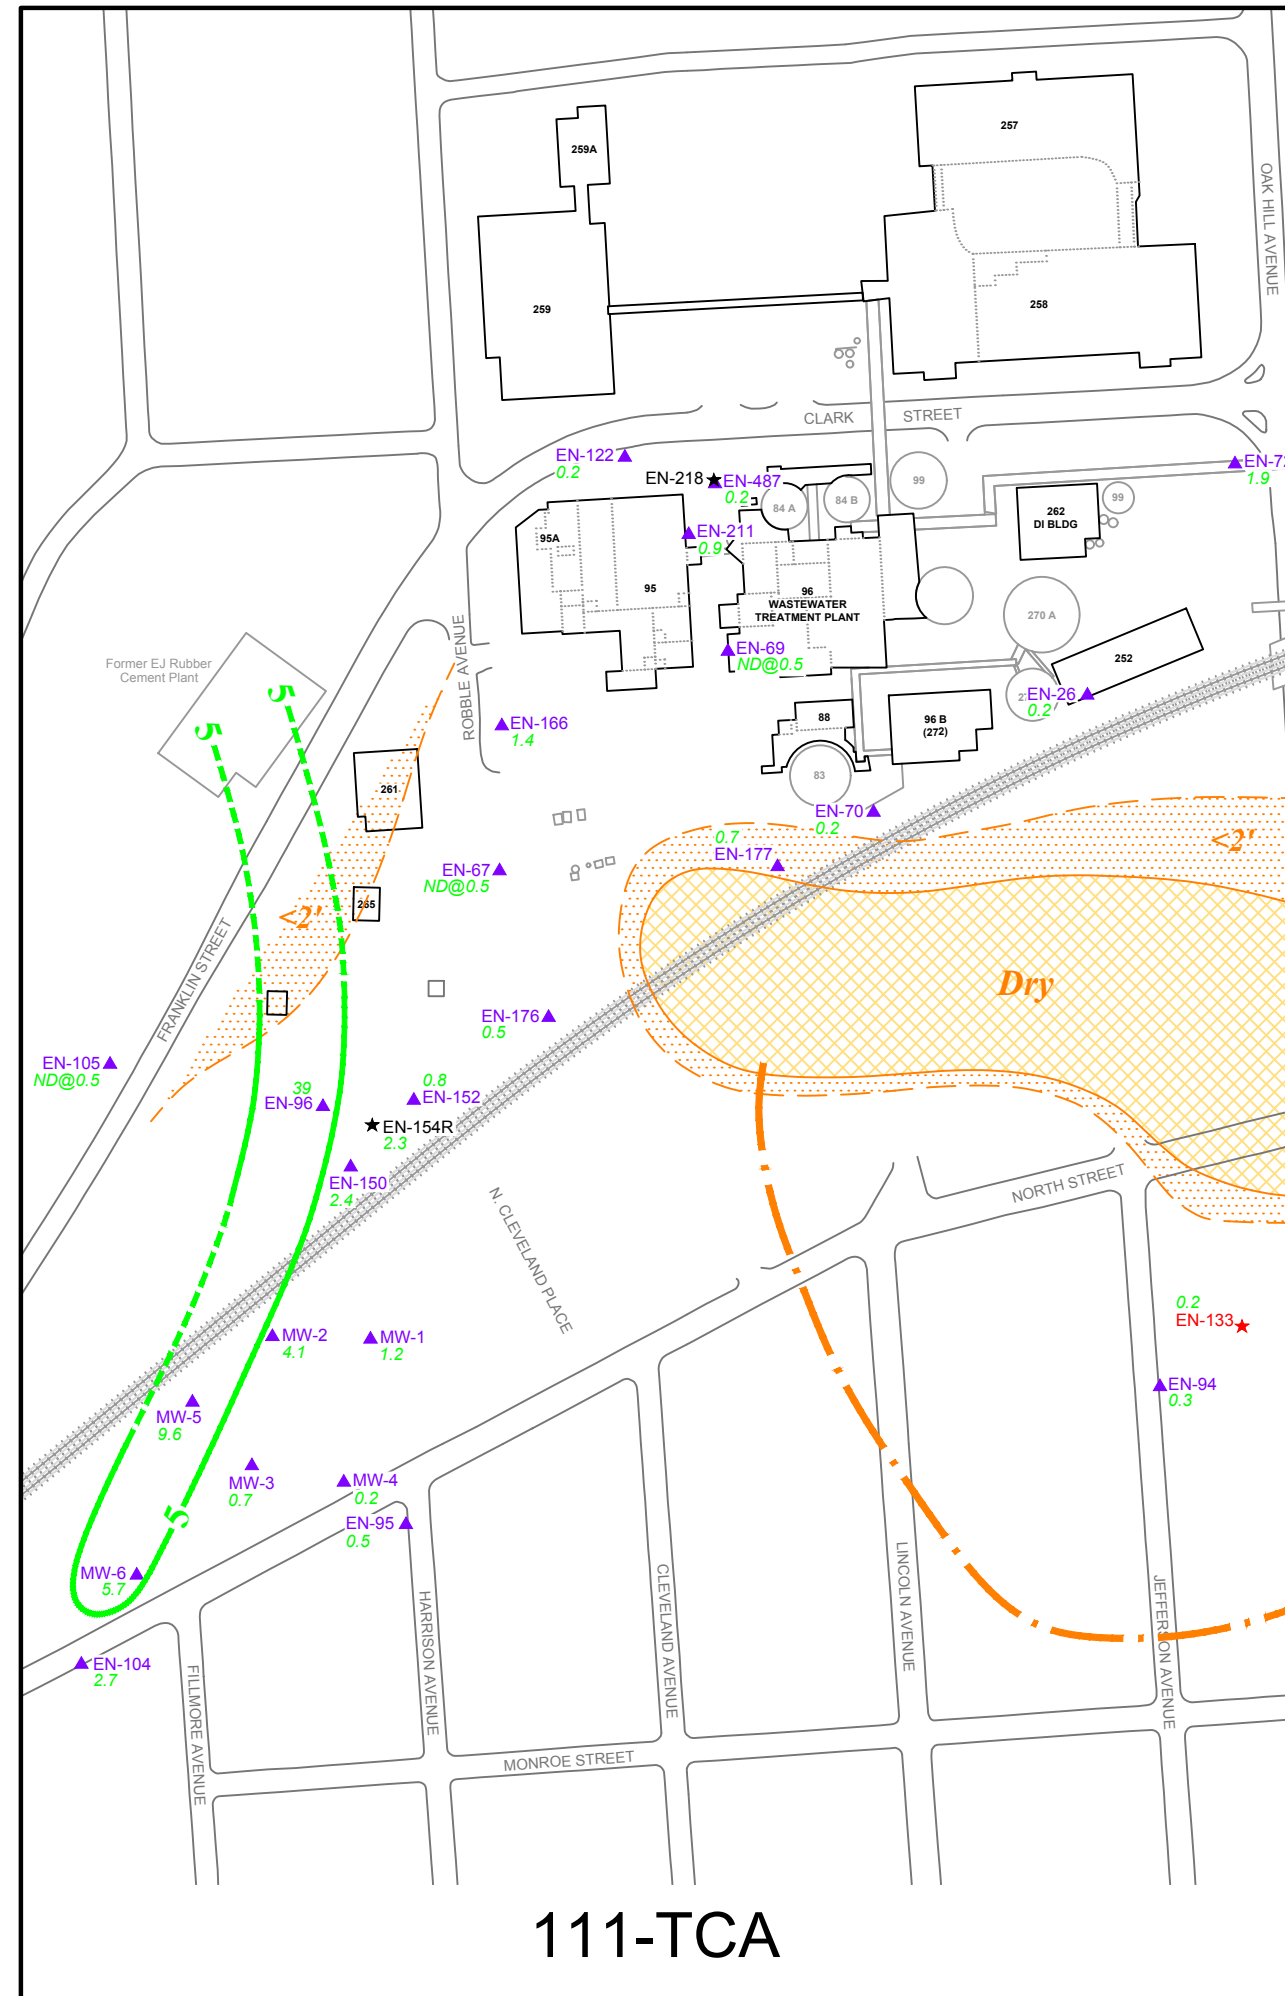 257
259A
OAK HILL AVENUE
259
258
CLARK STREET
EN-122
0.2
EN-218
EN-487
0.2
84 A
84 B
99
EN-72
1.9
262
DI BLDG
99
EN-211
0.9
95A
95
96
WASTEWATER
TREATMENT PLANT
270 A
ROBBLE AVENUE
EN-69
ND@0.5
252
Former EJ Rubber
Cement Plant
5
5
EN-26
0.2
EN-166
1.4
88
96 B
(272)
83
261
EN-70
0.2
0.7
EN-177
<2'
EN-67
ND@0.5
265
<2'
FRANKLIN STREET
Dry
EN-176
0.5
EN-105
ND@0.5
39
EN-96
0.8
EN-152
EN-154R
2.3
EN-150
2.4
N. CLEVELAND PLACE
NORTH STREET
0.2
EN-133
MW-2
4.1
MW-1
1.2
EN-94
0.3
MW-5
9.6
MW-3
0.7
MW-4
0.2
5
EN-95
0.5
MW-6
5.7
LINCOLN AVENUE
CLEVELAND AVENUE
HARRISON AVENUE
JEFFERSON AVENUE
EN-104
2.7
FILLMORE AVENUE
MONROE STREET
111-TCA